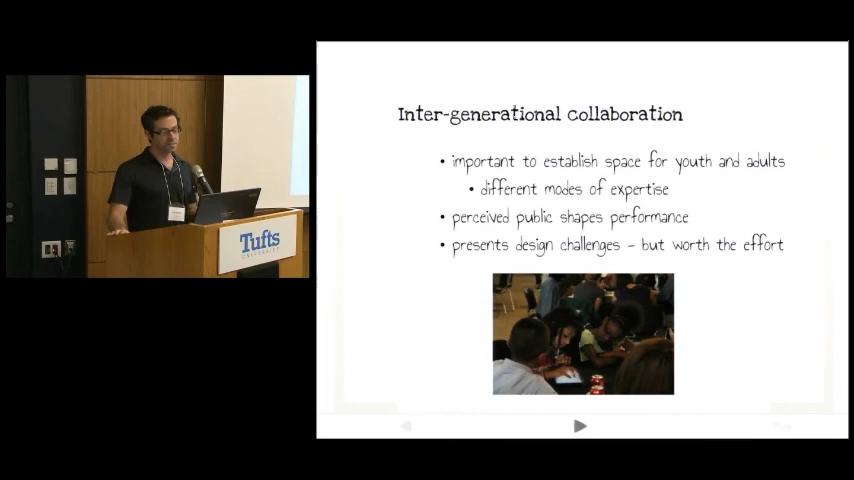 Inter-generational collaboration
• important to establish space for youth and adults
• different modes of expertise
• perceived public shapes performance
• presents design challenges - but worth the effort
Tufts
UNIVERSITY